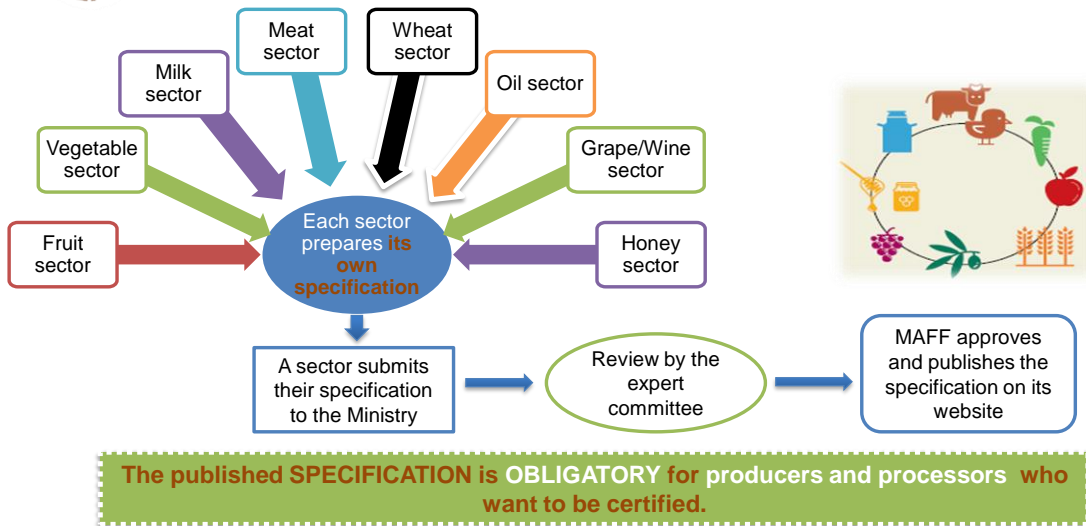 Meat
sector
Wheat
sector
Milk
sector
Oil sector
Vegetable
sector
Grape/Wine
sector
Fruit
sector
Each sector
prepares its
own
specification
Honey
sector
A sector submits
their specification
to the Ministry
Review by the
expert
committee
MAFF approves
and publishes the
specification on its
website
The published SPECIFICATION is OBLIGATORY for producers and processors who
want to be certified.